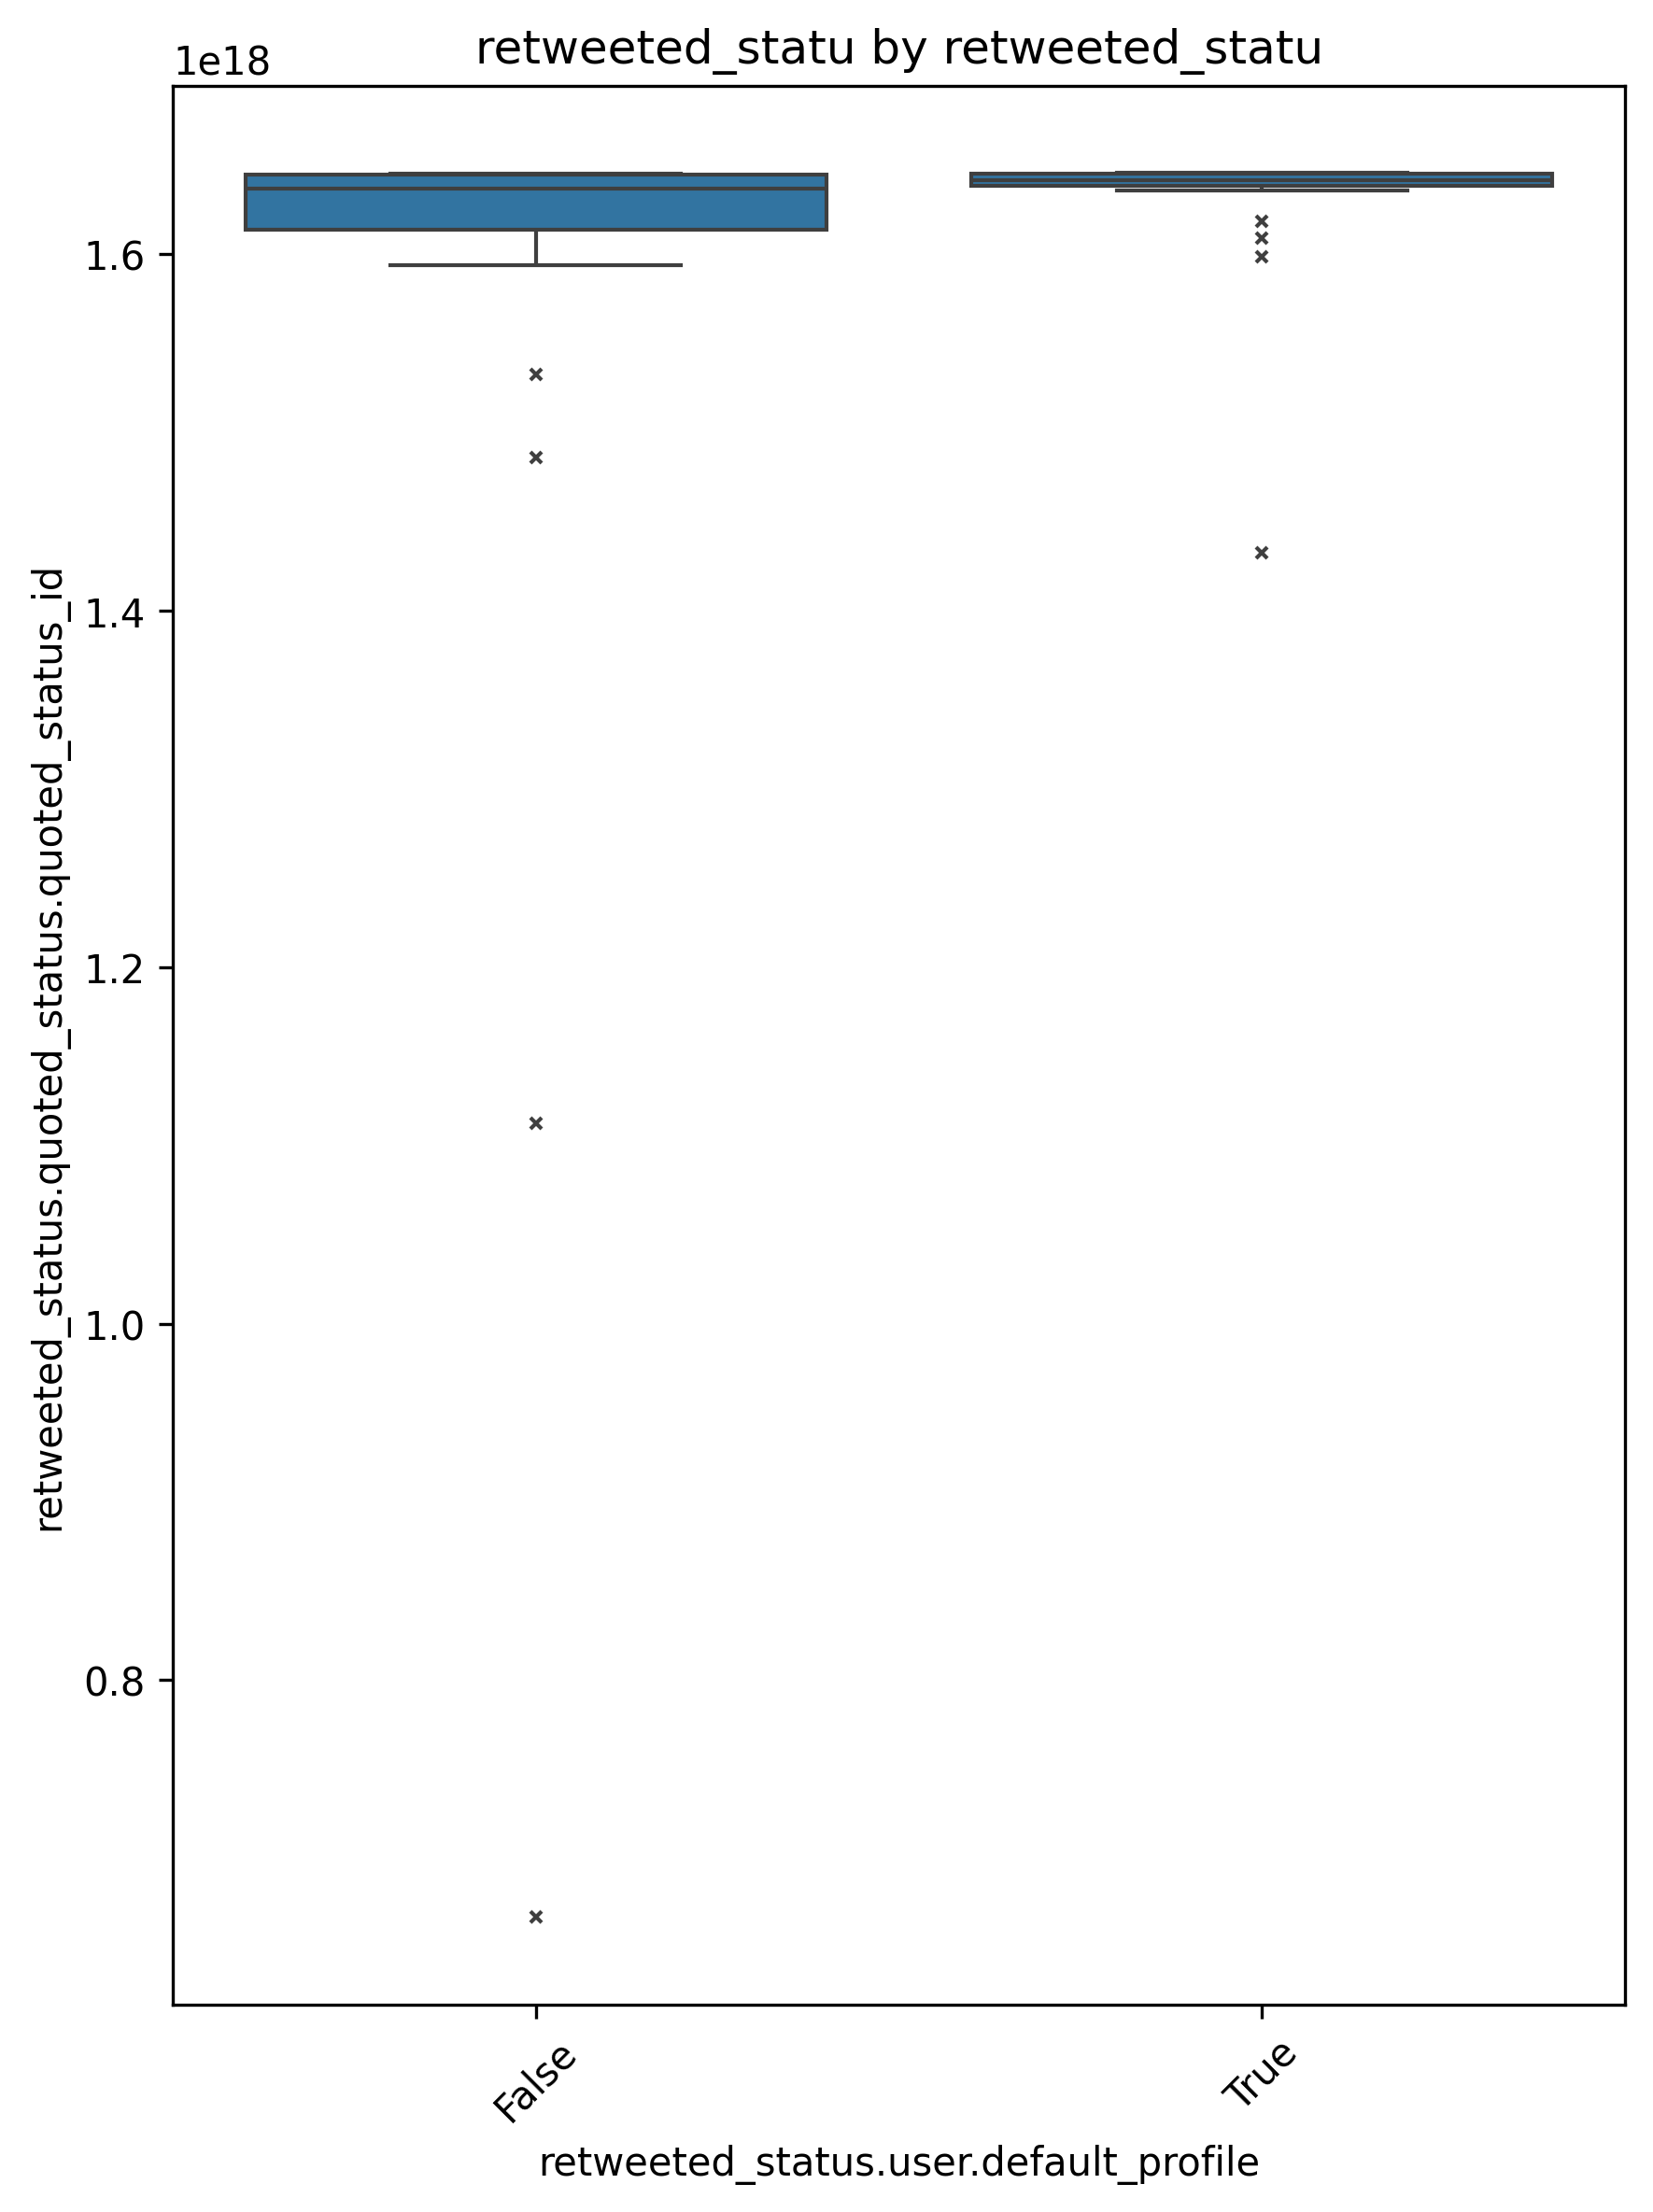 retweeted_statu by retweeted_statu
1e18
1.6
1.4
1.2
1.0
0.8
retweeted_status.quoted_status.quoted_status_id
False
True
retweeted_status.user.default_profile